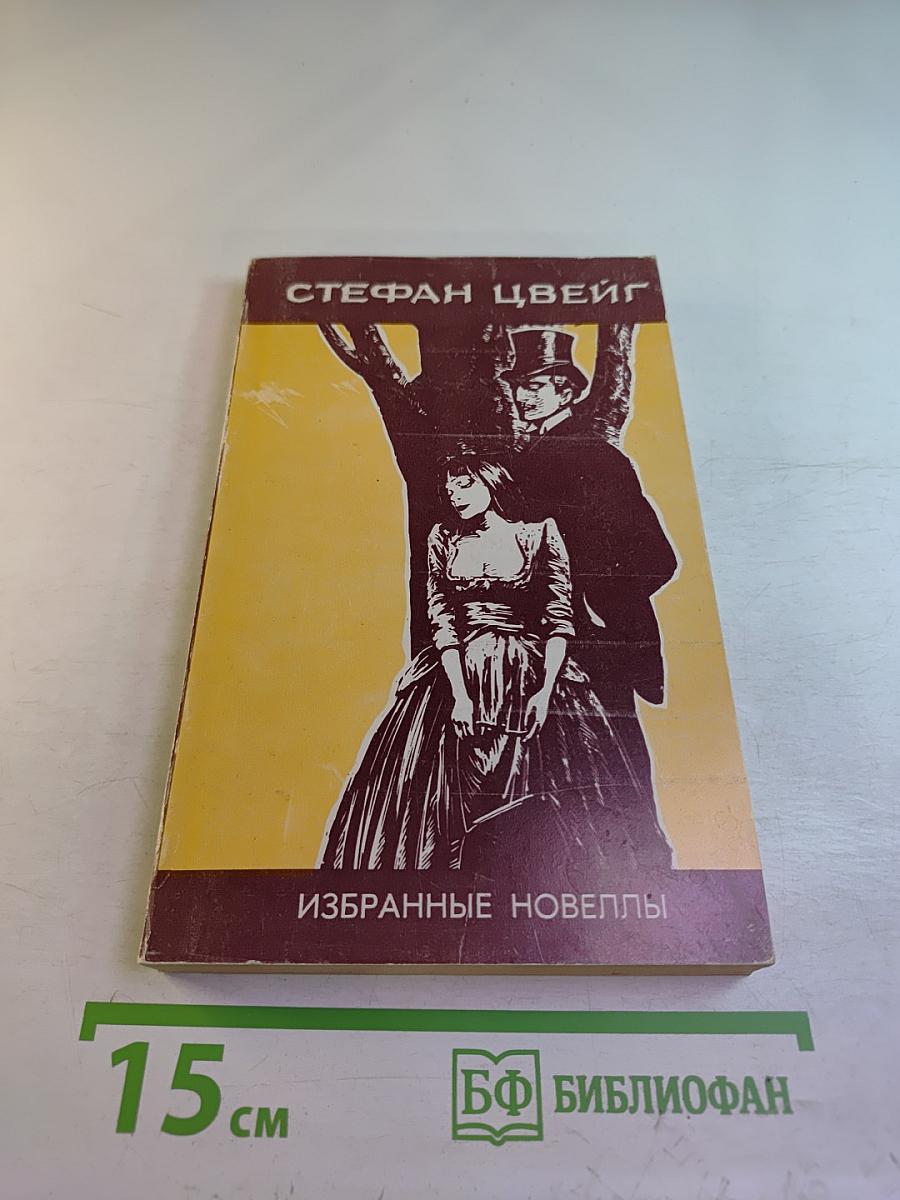 СТЕФАН ЦВЕЙГ
ИЗБРАННЫЕ НОВЕЛЛЫ
15 см
БФ БИБЛИОФАН